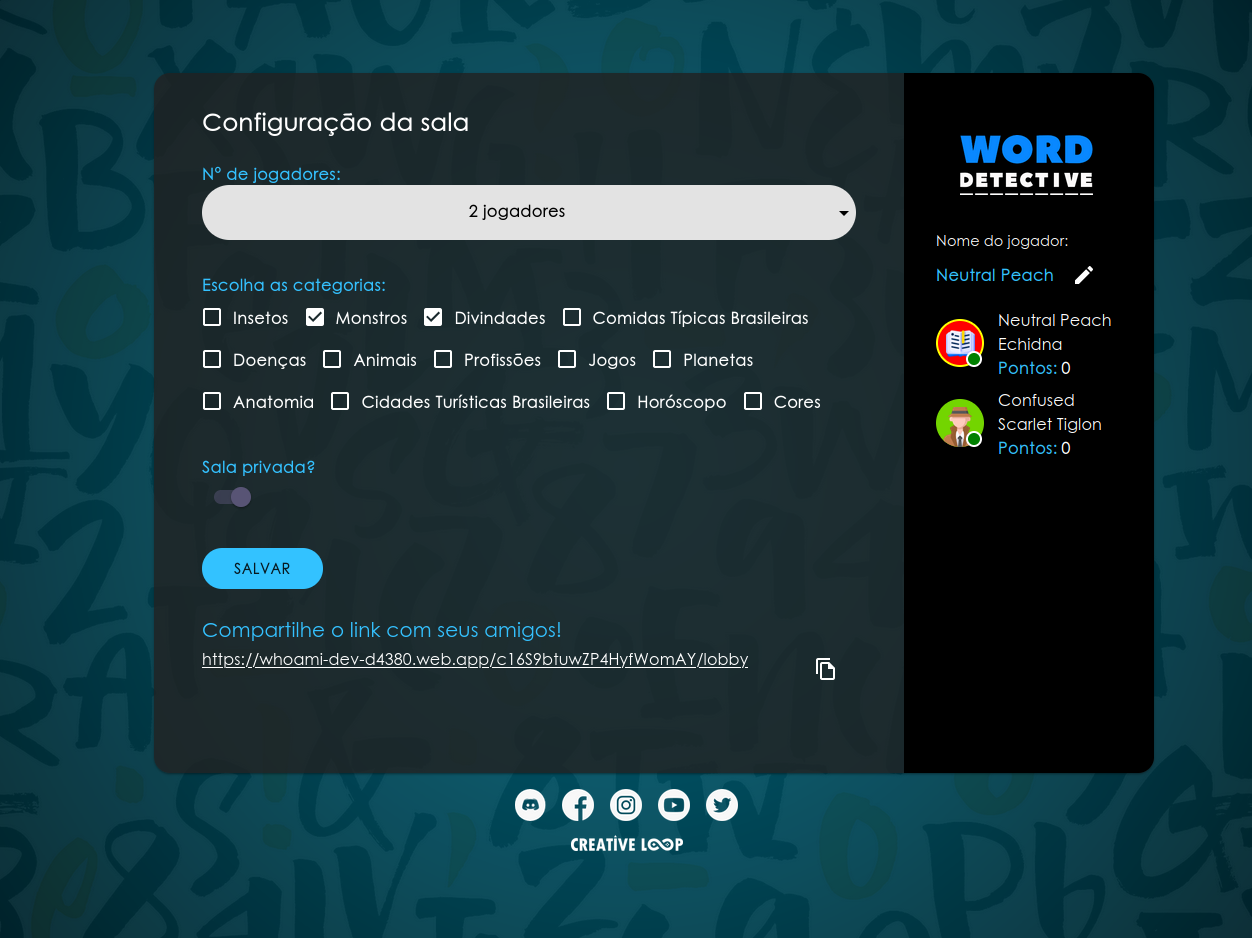 Configuração da sala
Nº de jogadores:
2 jogadores
Escolha as categorias:
Insetos Monstros Divindades Comidas Típicas Brasileiras
Doenças Animais Profissões Jogos Planetas
Anatomia Cidades Turísticas Brasileiras Horóscopo Cores
Sala privada?
SALVAR
Compartilhe o link com seus amigos!
https://whoami-dev-d4380.web.app/c16S9btuwZP4HyfWomAY/lobby
WORD
DETECTIVE
Nome do jogador:
Neutral Peach
Neutral Peach
Echidna
Pontos: 0
Confused
Scarlet Tiglon
Pontos: 0
CREATIVE LOOP